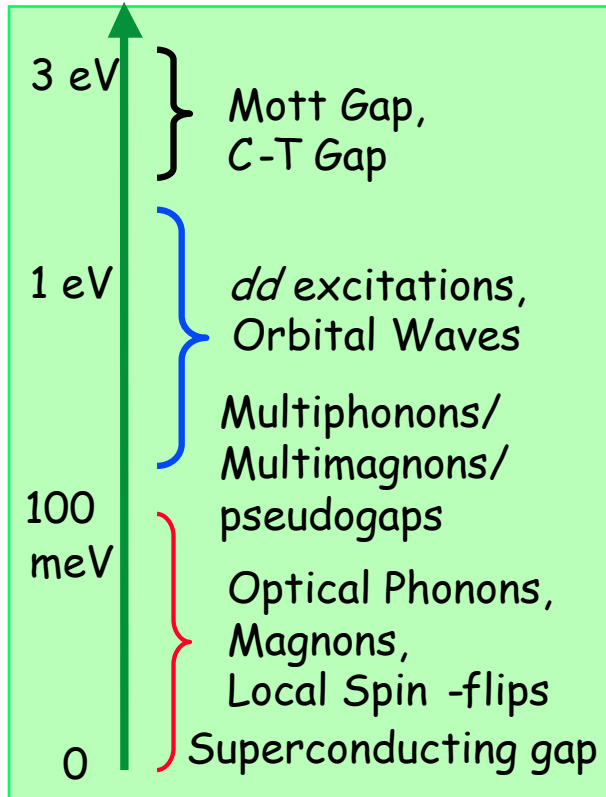 3 eV
Mott Gap,
C-T Gap
1 eV
dd excitations,
Orbital Waves
Multiphonons/
Multimagnons/
pseudogaps
100
meV
Optical Phonons,
Magnons,
Local Spin -flips
Superconducting gap
0